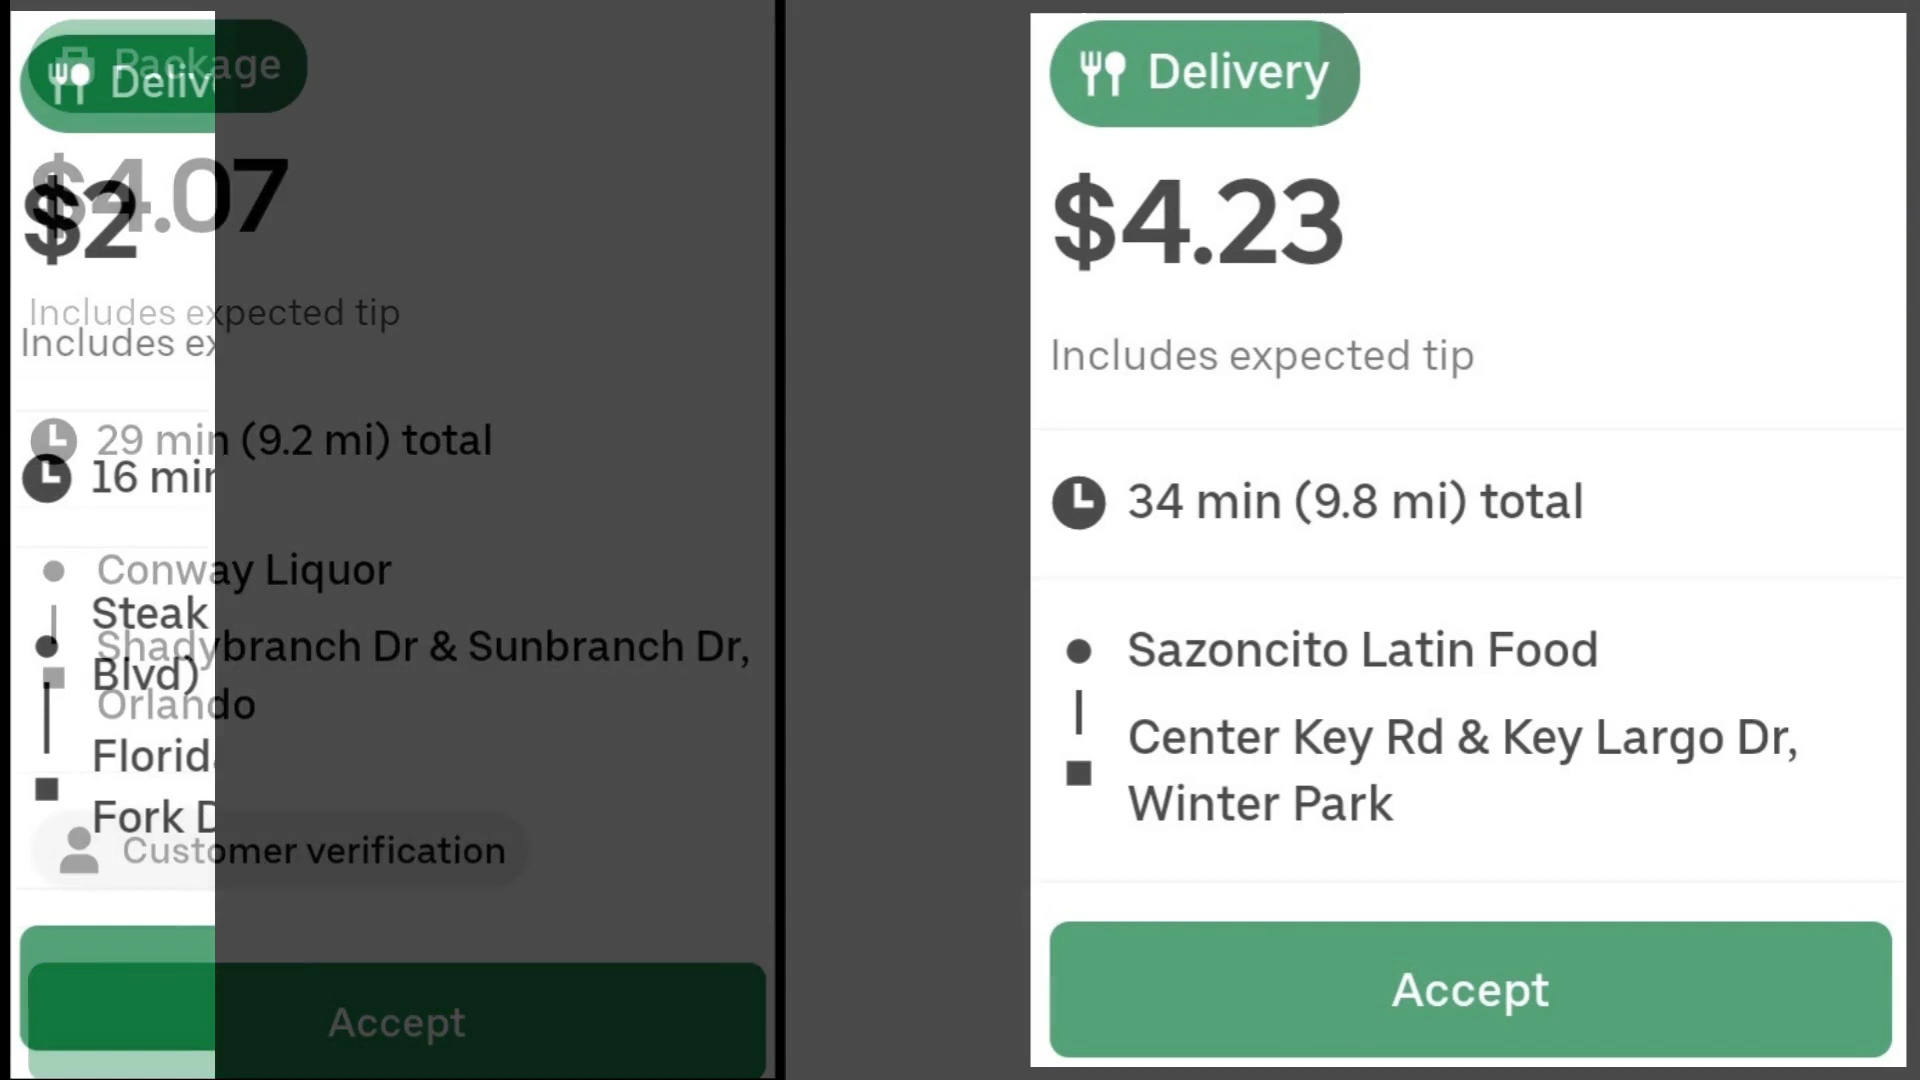 Package
Deliv
$4.07
$2
Includes expected tip
Includes ex
29 min (9.2 mi) total
16 min
Conway Liquor
Steak
Shadybranch Dr & Sunbranch Dr,
Blvd)
Orlando
Florid
Fork D
Customer verification
Accept
Delivery
$4.23
Includes expected tip
34 min (9.8 mi) total
Sazoncito Latin Food
Center Key Rd & Key Largo Dr,
Winter Park
Accept